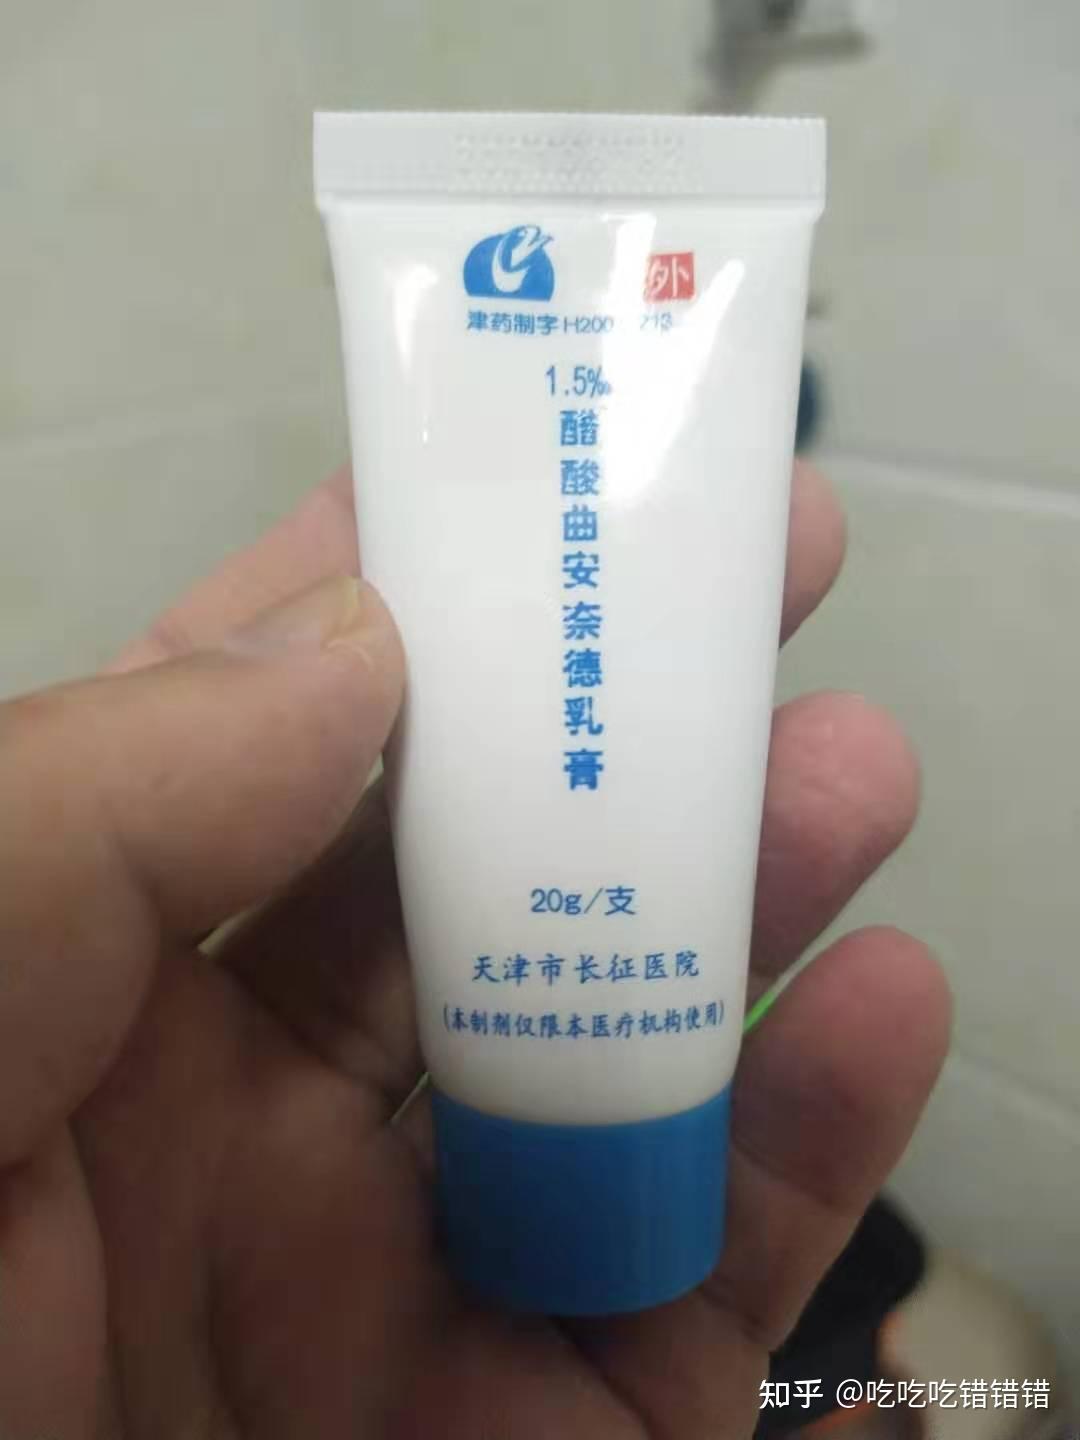 外
津药制字H200 213
1.5‰
醋酸曲安奈德乳膏
20g/支
天津市长征医院
(本制剂仅限本医疗机构使用)
知乎 @吃吃吃错错错